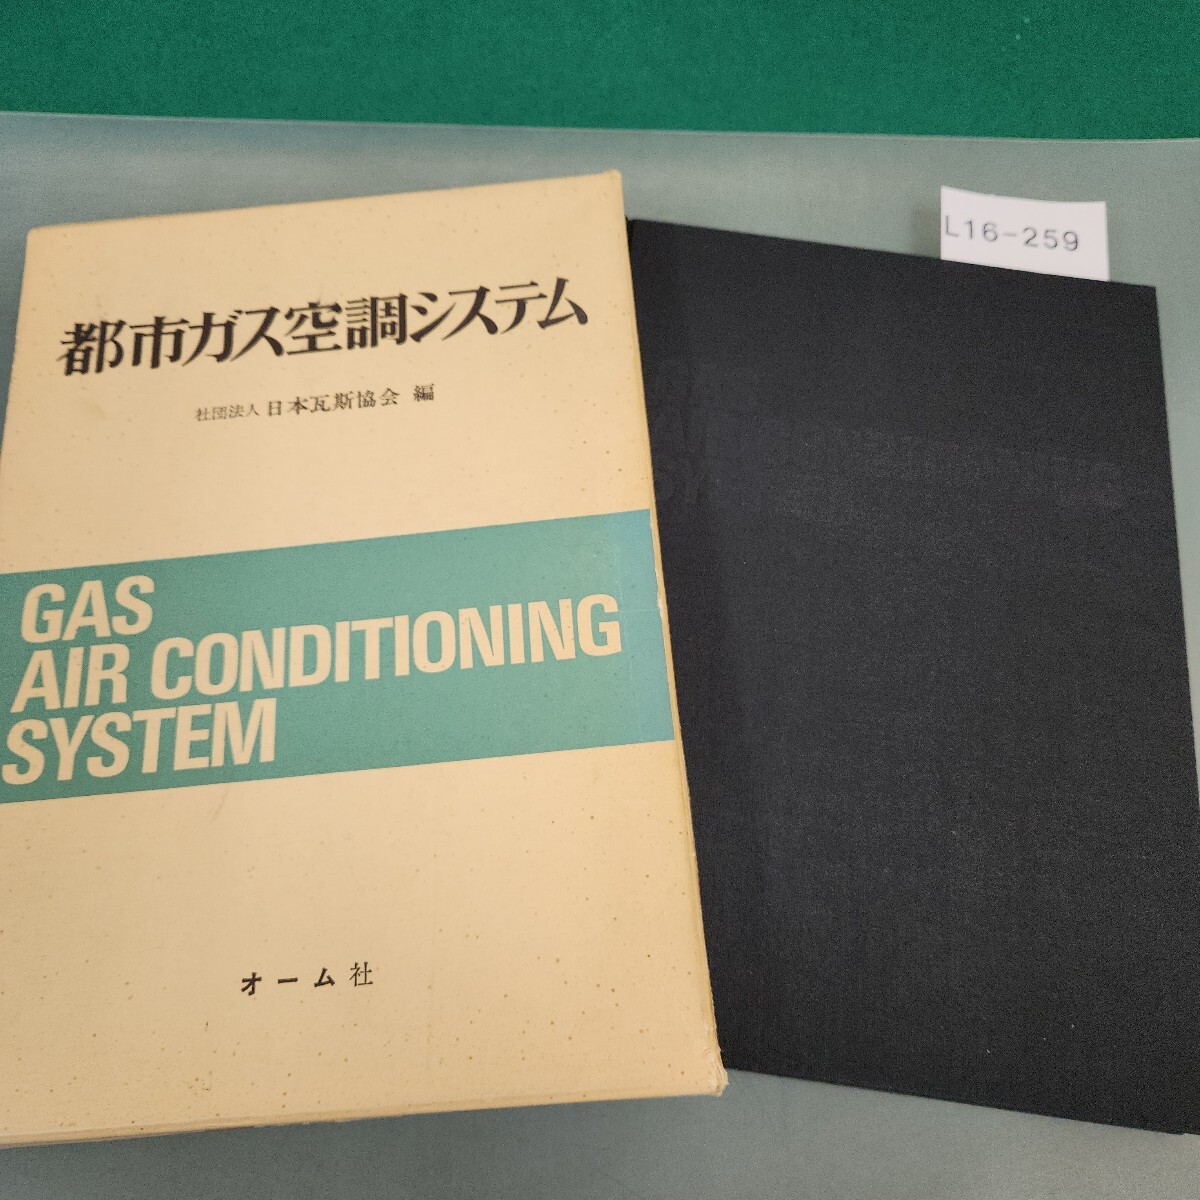 都市ガス空調システム
社団法人 日本瓦斯協会 編
GAS
AIR CONDITIONING
SYSTEM
オーム社
L16-259